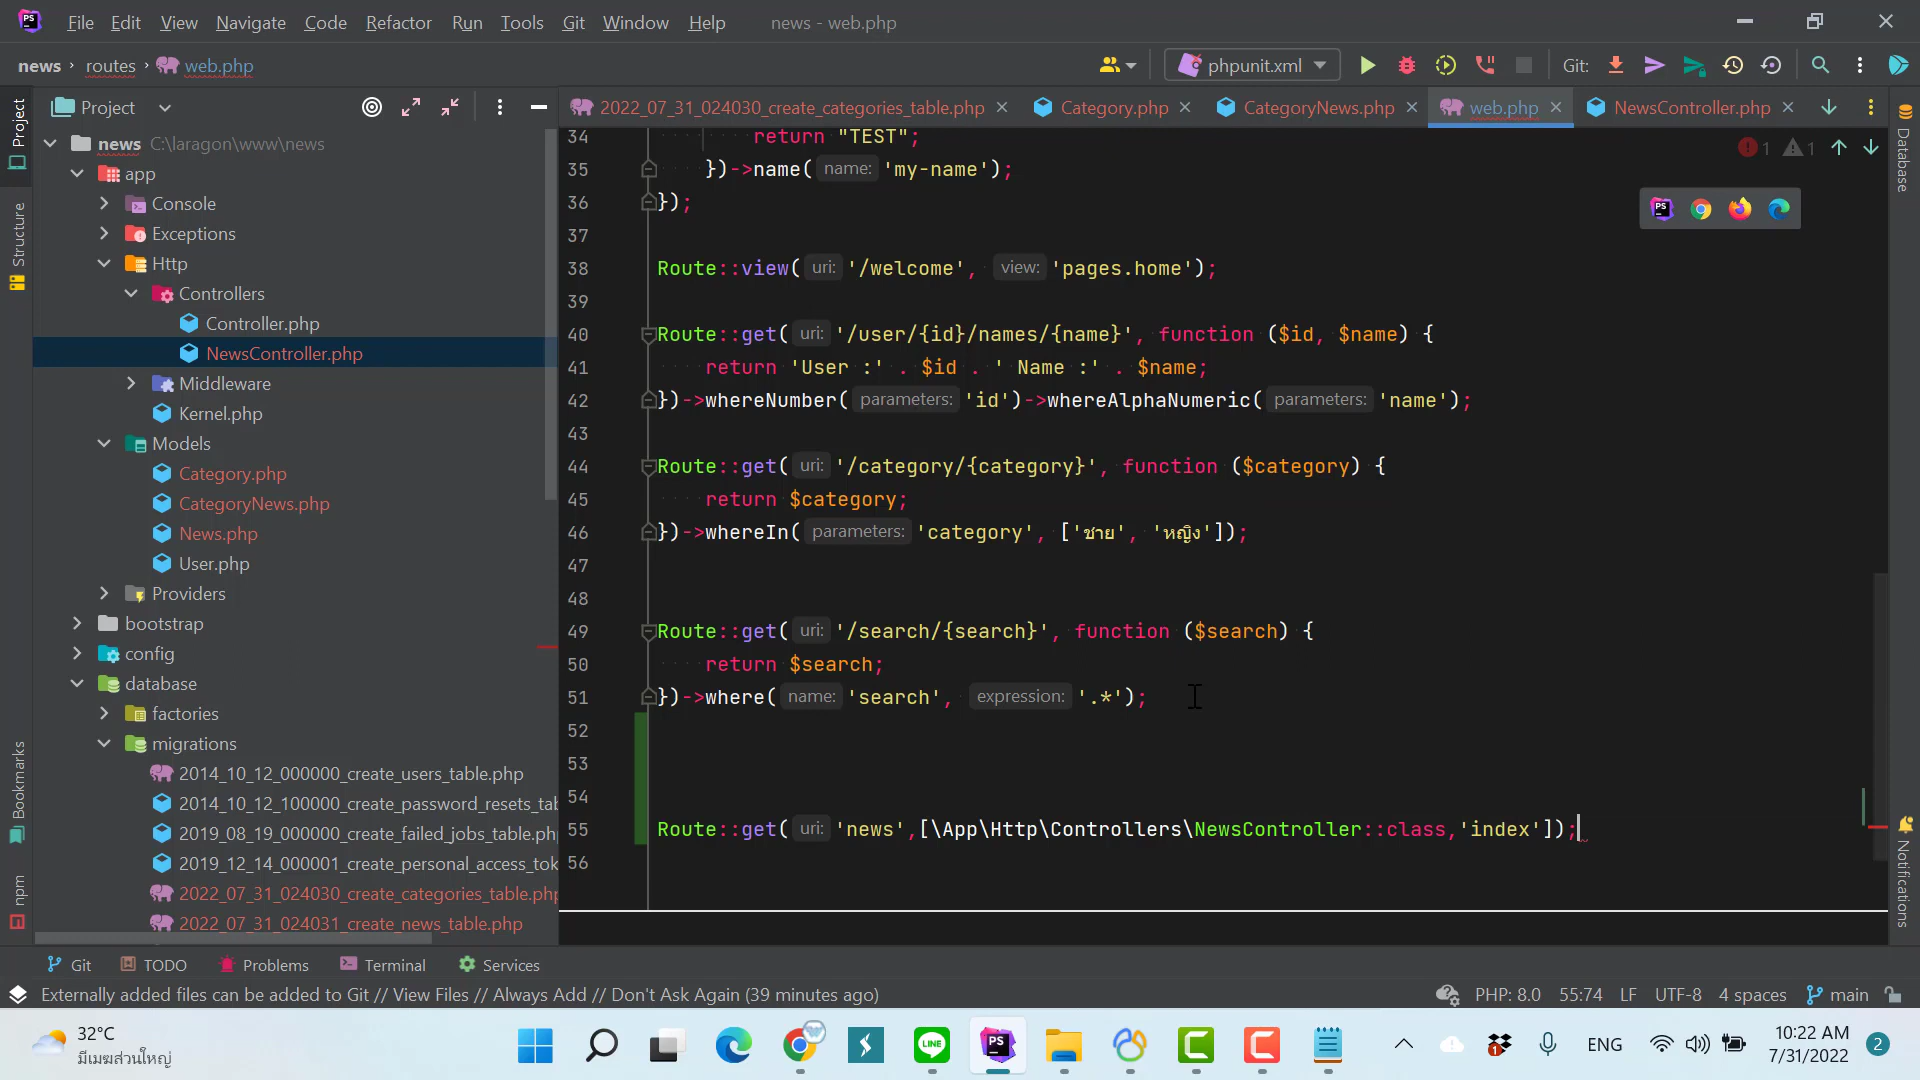 File Edit View Navigate Code Refactor Run Tools Git Window Help news - web.php
news routes web.php phpunit.xml Git:
Project
2022_07_31_024030_create_categories_table.php Category.php CategoryNews.php web.php NewsController.php
Project
Structure
Bookmarks
npm
news C:\laragon\www\news
app
Console
Exceptions
Http
Controllers
Controller.php
NewsController.php
Middleware
Kernel.php
Models
Category.php
CategoryNews.php
News.php
User.php
Providers
bootstrap
config
database
factories
migrations
2014_10_12_000000_create_users_table.php
2014_10_12_100000_create_password_resets_tab
2019_08_19_000000_create_failed_jobs_table.ph
2019_12_14_000001_create_personal_access_tok
2022_07_31_024030_create_categories_table.php
2022_07_31_024031_create_news_table.php
1 1
34 return "TEST";
35 })->name( name: 'my-name');
36 });
37
38 Route::view( uri: '/welcome', view: 'pages.home');
39
40 Route::get( uri: '/user/{id}/names/{name}', function ($id, $name) {
41 return 'User :' . $id . ' Name :' . $name;
42 })->whereNumber( parameters: 'id')->whereAlphaNumeric( parameters: 'name');
43
44 Route::get( uri: '/category/{category}', function ($category) {
45 return $category;
46 })->whereIn( parameters: 'category', ['ชาย', 'หญิง']);
47
48
49 Route::get( uri: '/search/{search}', function ($search) {
50 return $search;
51 })->where( name: 'search', expression: '.*');
52
53
54
55 Route::get( uri: 'news',[\App\Http\Controllers\NewsController::class,'index']);
56
Database
Notifications
Git TODO Problems Terminal Services
Externally added files can be added to Git // View Files // Always Add // Don't Ask Again (39 minutes ago) PHP: 8.0 55:74 LF UTF-8 4 spaces main
32°C
มีเมฆส่วนใหญ่
LINE
PS
ENG
10:22 AM
7/31/2022
2